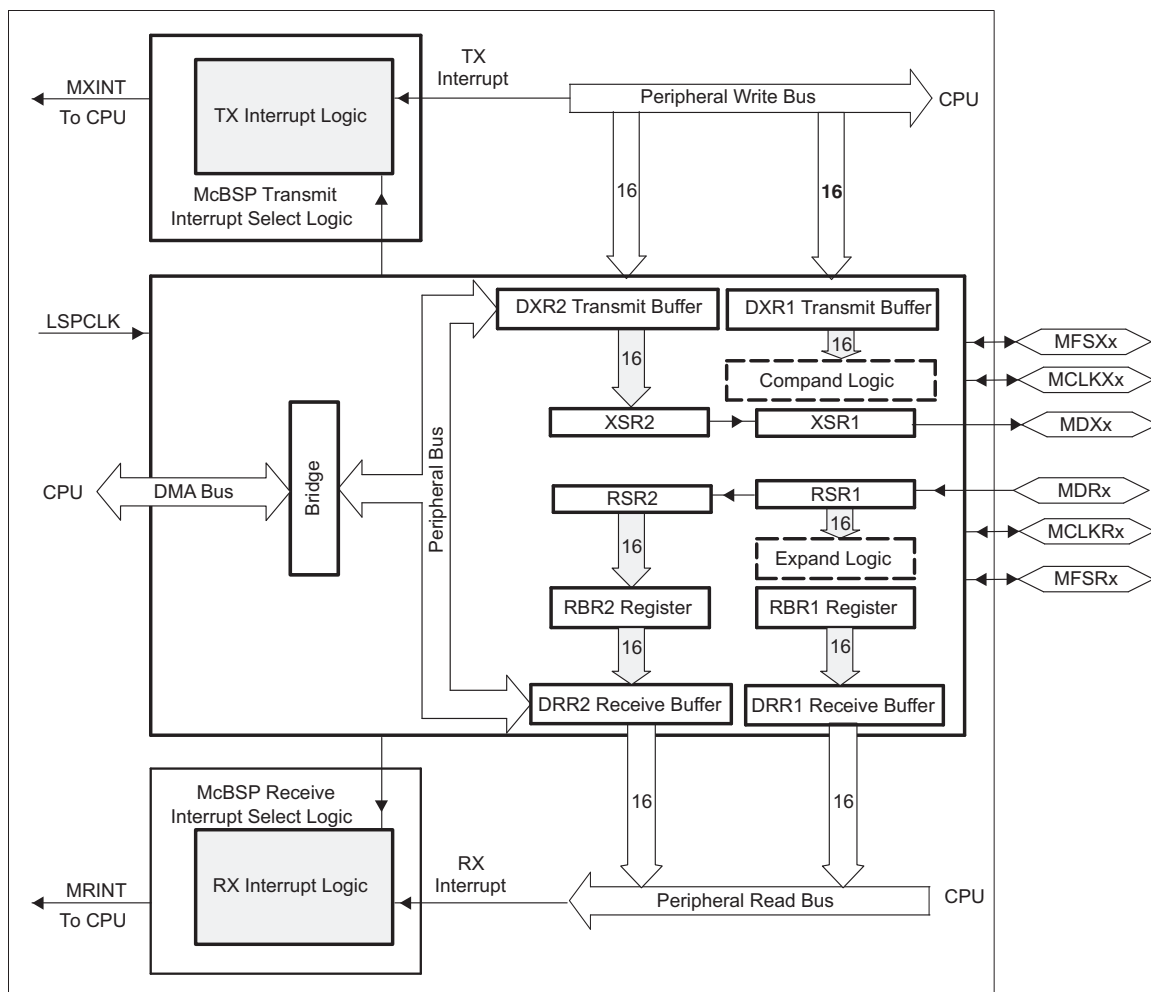 TX
Interrupt
MXINT
To CPU
TX Interrupt Logic
Peripheral Write Bus
CPU
McBSP Transmit
Interrupt Select Logic
16
16
LSPCLK
DXR2 Transmit Buffer
DXR1 Transmit Buffer
16
16
Compand Logic
XSR2
XSR1
MFSXx
MCLKXx
MDXx
CPU
DMA Bus
Bridge
Peripheral Bus
RSR2
RSR1
16
16
Expand Logic
RBR2 Register
RBR1 Register
16
16
DRR2 Receive Buffer
DRR1 Receive Buffer
MDRx
MCLKRx
MFSRx
McBSP Receive
Interrupt Select Logic
16
16
RX Interrupt Logic
RX
Interrupt
MRINT
To CPU
Peripheral Read Bus
CPU